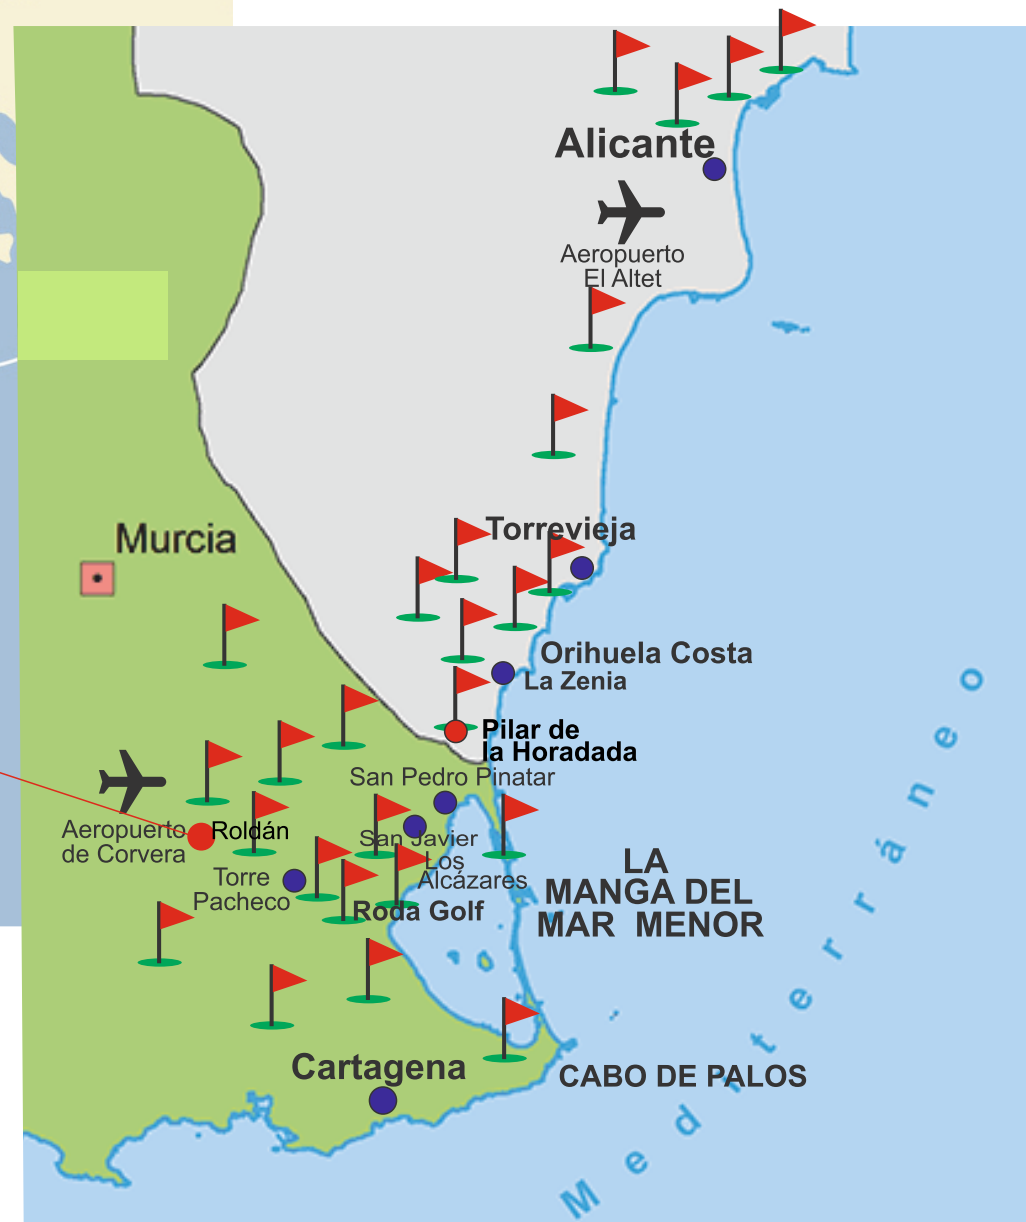 Alicante
Aeropuerto
El Altet
Torrevieja
Murcia
Orihuela Costa
La Zenia
Pilar de
la Horadada
San Pedro Pinatar
Aeropuerto
de Corvera
Roldán
San Javier
Los
Alcázares
Torre
Pacheco
Roda Golf
LA
MANGA DEL
MAR MENOR
Cartagena
CABO DE PALOS
Mediterráneo